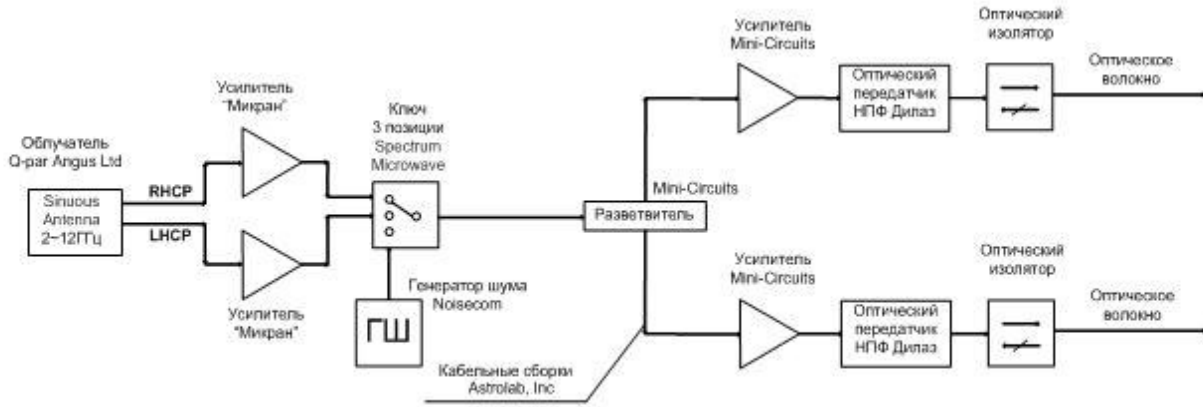 Облучатель
Q-par Angus Ltd
Sinuous
Antenna
2~12ГГц
RHCP
LHCP
Усилитель
"Микран"
Усилитель
"Микран"
Ключ
3 позиции
Spectrum
Microwave
Генератор шума
Noisecom
ГШ
Mini-Circuits
Разветвитель
Кабельные сборки
Astrolab, Inc
Усилитель
Mini-Circuits
Оптический
передатчик
НПФ Дилаз
Оптический
изолятор
Оптическое
волокно
Усилитель
Mini-Circuits
Оптический
передатчик
НПФ Дилаз
Оптический
изолятор
Оптическое
волокно